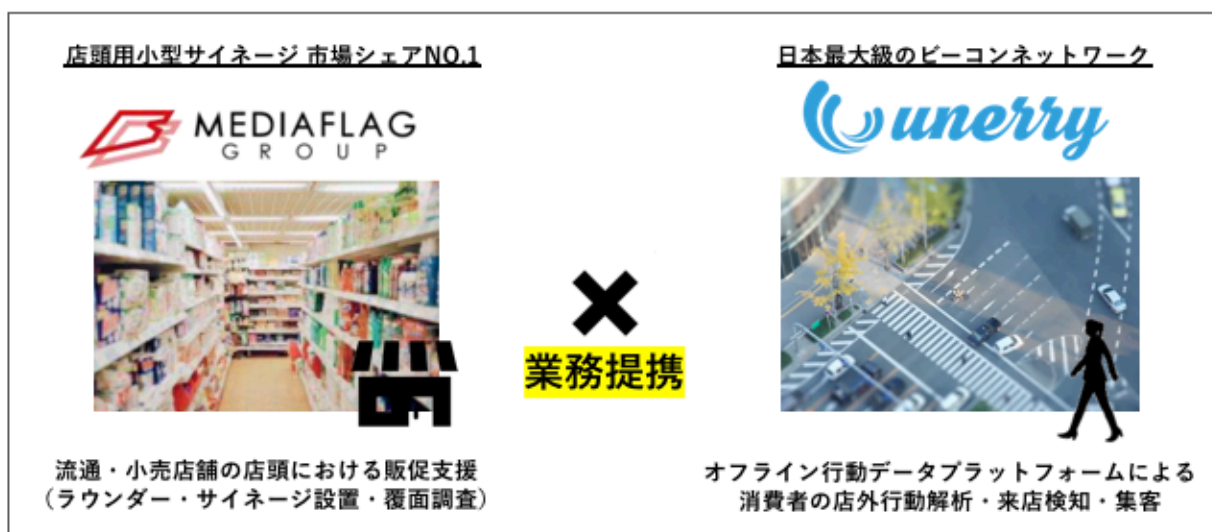 店頭用小型サイネージ 市場シェアNO.1
MEDIAFLAG
GROUP
流通・小売店舗の店頭における販促支援
（ラウンダー・サイネージ設置・覆面調査）
業務提携
日本最大級のビーコンネットワーク
unerry
オフライン行動データプラットフォームによる
消費者の店外行動解析・来店検知・集客